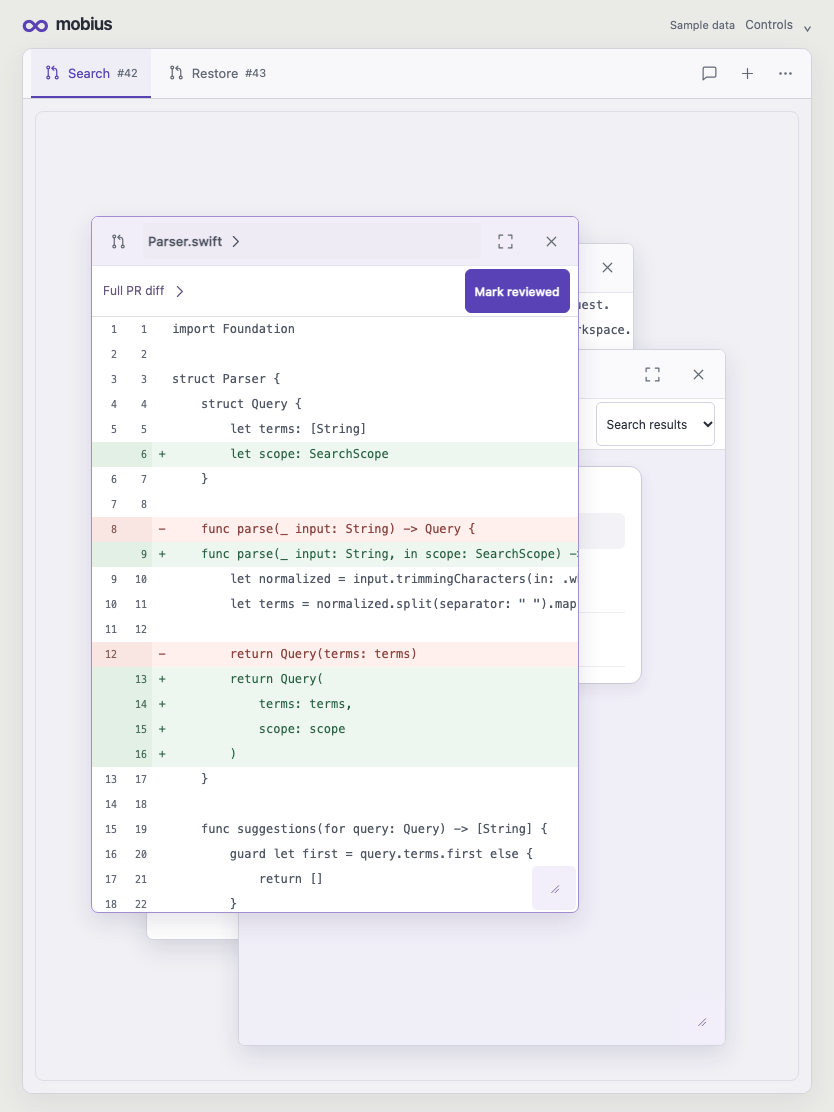 mobius
Sample data Controls
Search #42 Restore #43
Parser.swift
Full PR diff Mark reviewed
1 1 import Foundation
2 2
3 3 struct Parser {
4 4     struct Query {
5 5         let terms: [String]
6 +         let scope: SearchScope
6 7     }
7 8
8 −     func parse(_ input: String) -> Query {
9 +     func parse(_ input: String, in scope: SearchScope) -
9 10         let normalized = input.trimmingCharacters(in: .w
10 11         let terms = normalized.split(separator: " ").map
11 12
12 −         return Query(terms: terms)
13 +         return Query(
14 +             terms: terms,
15 +             scope: scope
16 +         )
13 17     }
14 18
15 19     func suggestions(for query: Query) -> [String] {
16 20         guard let first = query.terms.first else {
17 21             return []
18 22         }
Search results